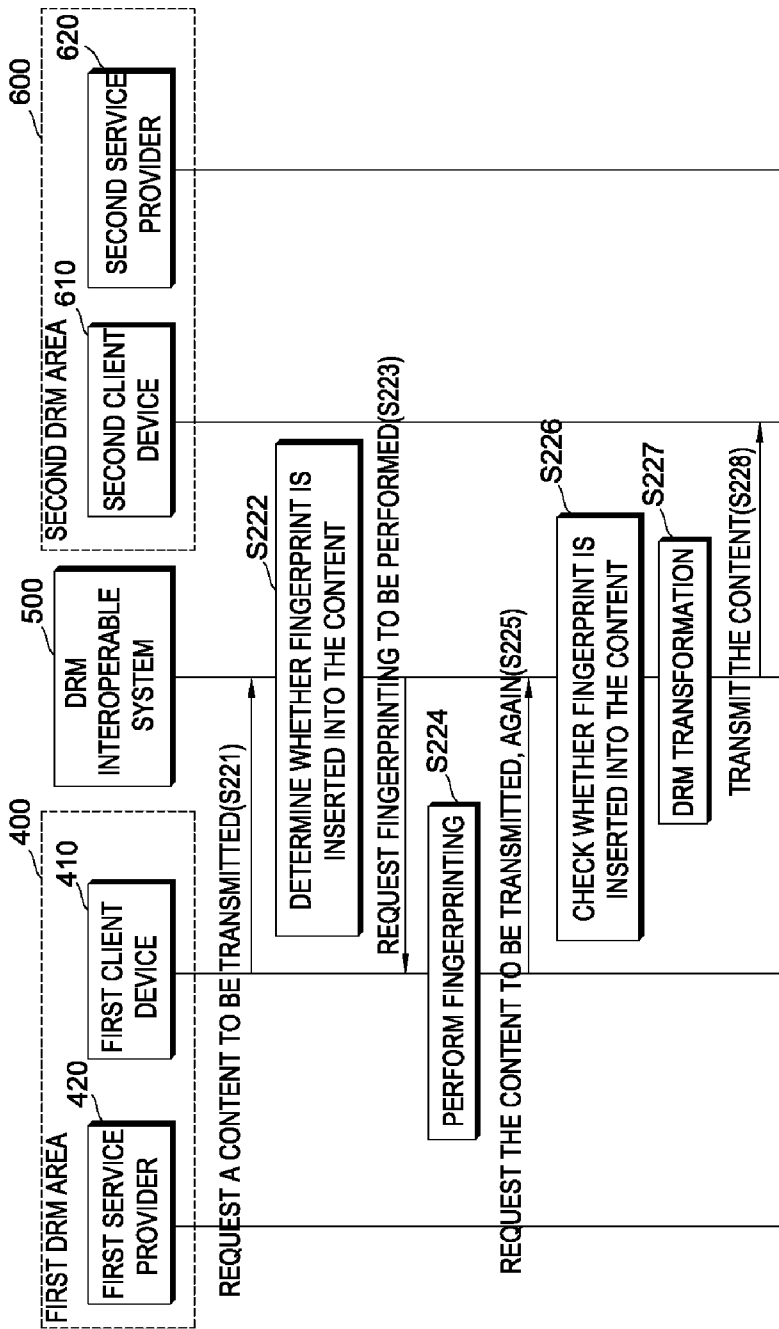 FIRST DRM AREA
400
420
FIRST SERVICE
PROVIDER
410
FIRST CLIENT
DEVICE
500
DRM
INTEROPERABLE
SYSTEM
SECOND DRM AREA
600
610
SECOND CLIENT
DEVICE
620
SECOND SERVICE
PROVIDER
REQUEST A CONTENT TO BE TRANSMITTED(S221)
S222
DETERMINE WHETHER FINGERPRINT IS
INSERTED INTO THE CONTENT
REQUEST FINGERPRINTING TO BE PERFORMED(S223)
S224
PERFORM FINGERPRINTING
REQUEST THE CONTENT TO BE TRANSMITTED, AGAIN(S225)
S226
CHECK WHETHER FINGERPRINT IS
INSERTED INTO THE CONTENT
S227
DRM TRANSFORMATION
TRANSMIT THE CONTENT(S228)